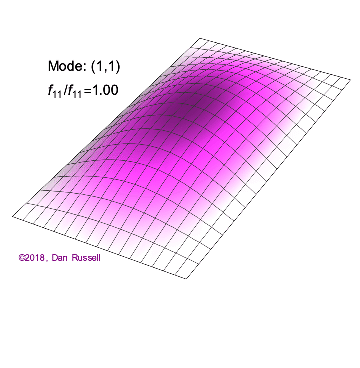 Mode: (1,1)
f₁₁/f₁₁=1.00
©2018, Dan Russell